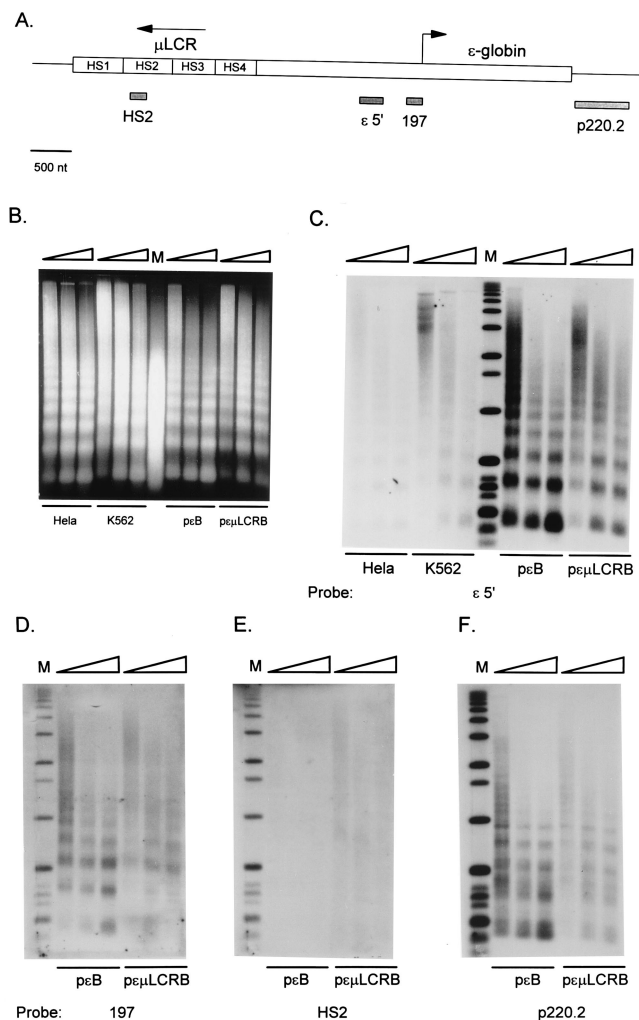 A.
μLCR
ε-globin
HS1 HS2 HS3 HS4
HS2 ε 5' 197 p220.2
500 nt
B.
C.
M
M
Hela K562 pεB pεμLCRB
Hela K562 pεB pεμLCRB
Probe: ε 5'
D. E. F.
M M M
pεB pεμLCRB pεB pεμLCRB pεB pεμLCRB
Probe: 197 HS2 p220.2